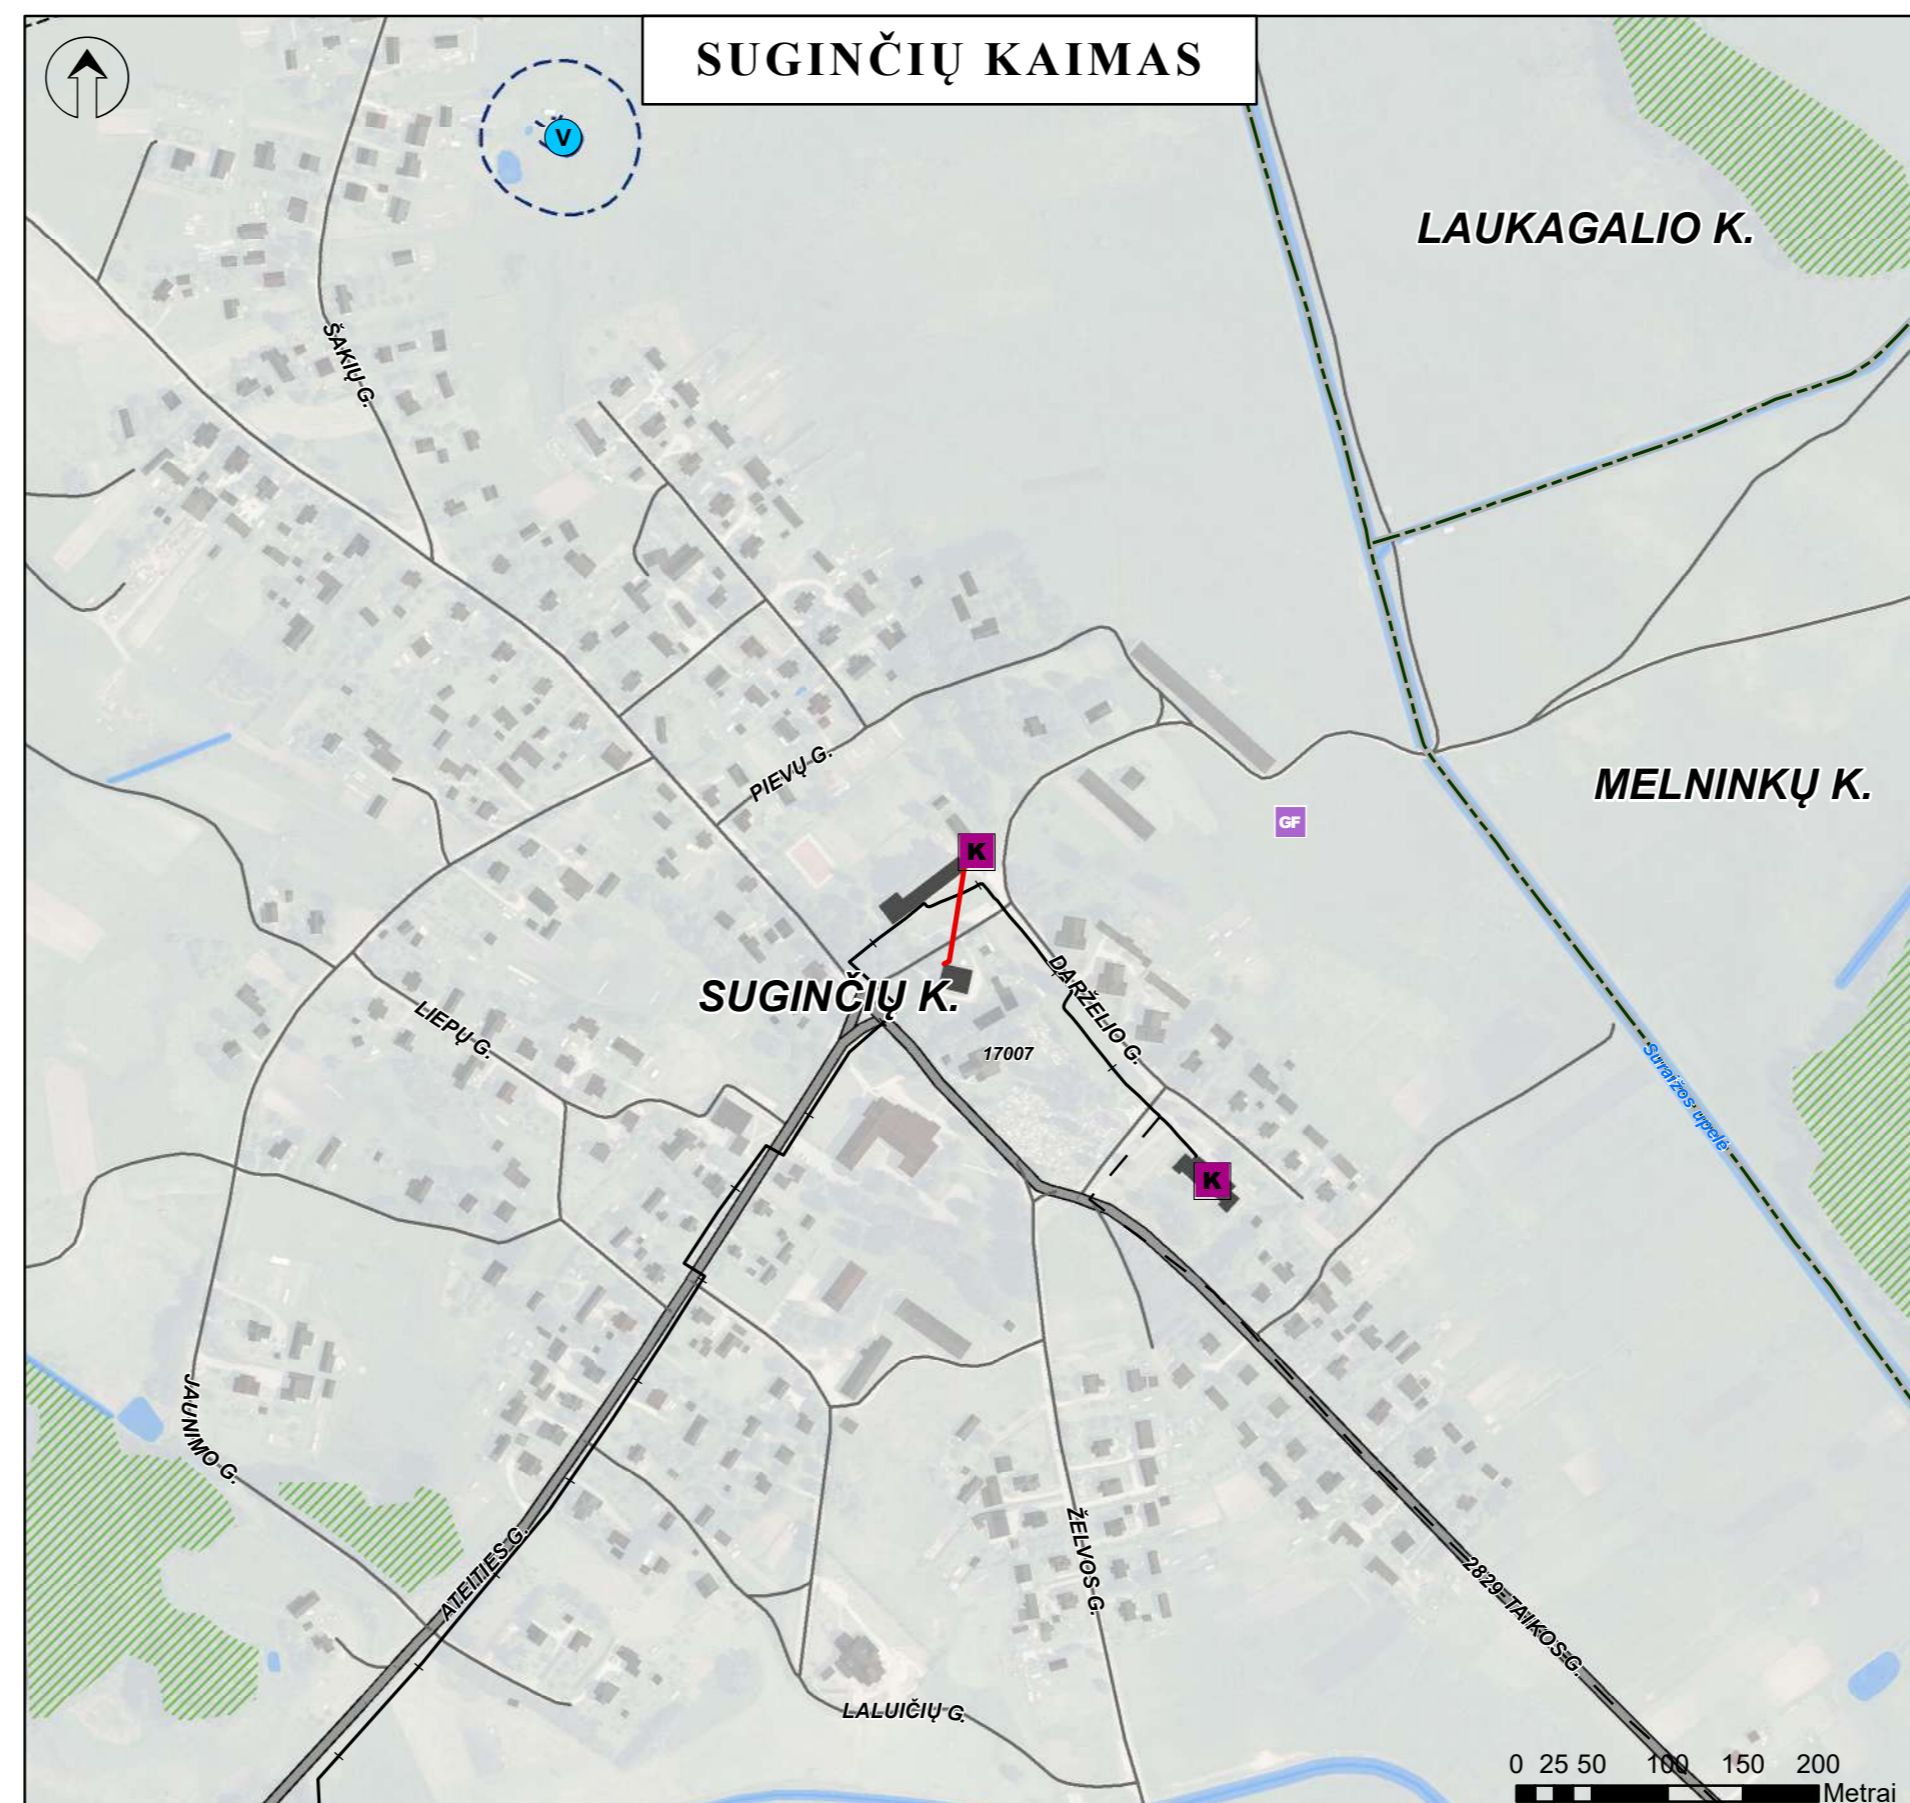 SUGINČIŲ KAIMAS
V
LAUKAGALIO K.
ŠAKIŲ G.
PIEVŲ G.
MELNINKŲ K.
GF
K
SUGINČIŲ K.
DARŽELIO G.
LIEPŲ G.
17007
Suraižos upelė
K
JAUNIMO G.
ATEITIES G.
ŽELVOS G.
2829-TAIKOS G.
LALUIČIŲ G.
0 25 50 100 150 200
Metrai